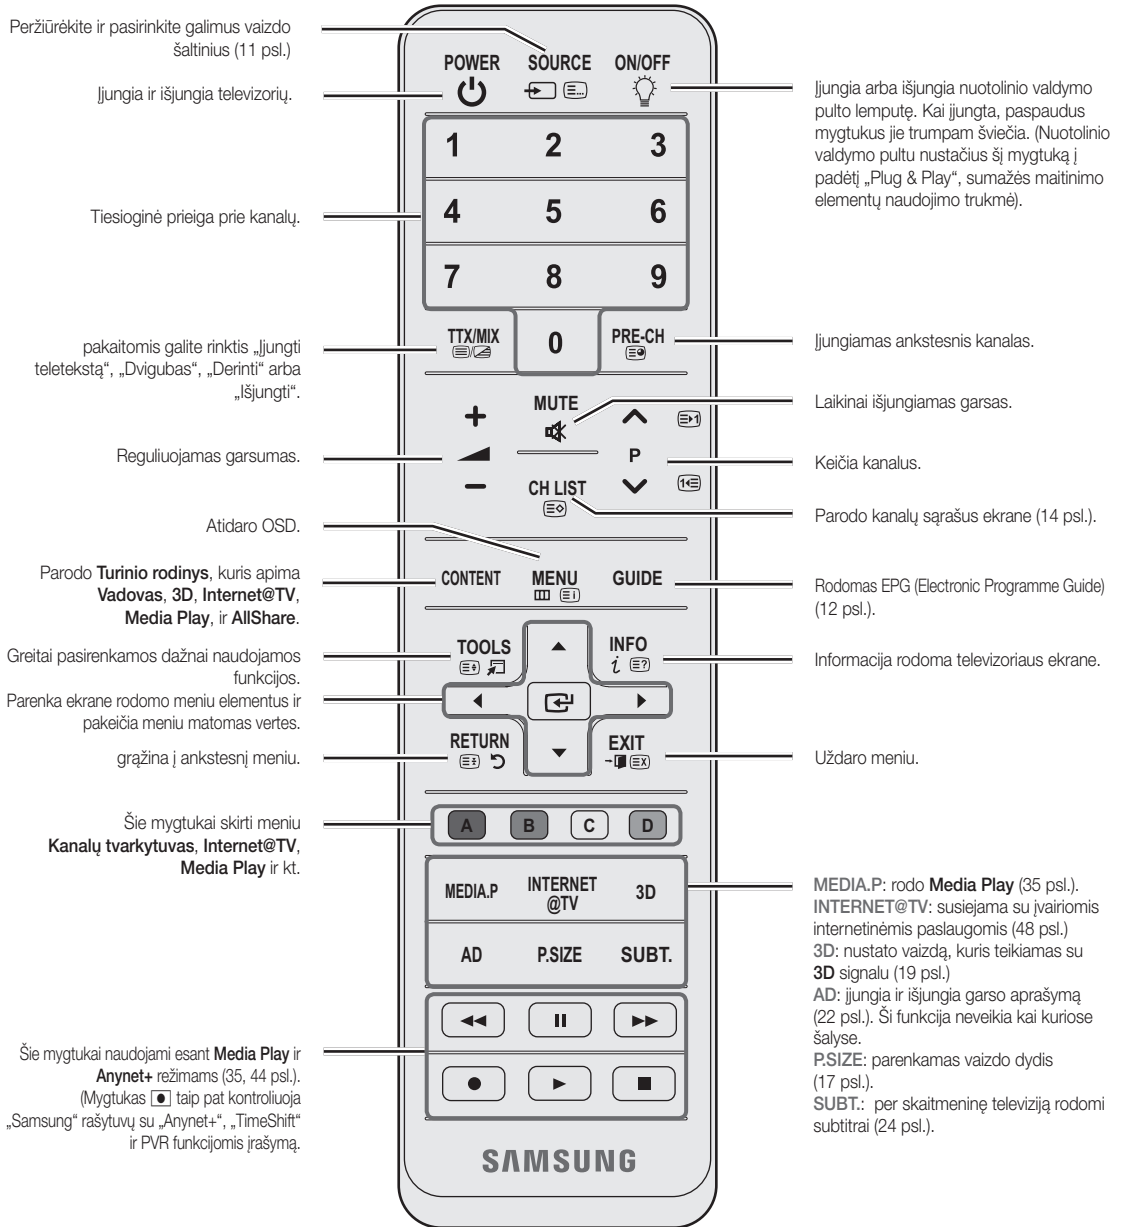 Peržiūrėkite ir pasirinkite galimus vaizdo
šaltinius (11 psl.)
Įjungia ir išjungia televizorių.
Tiesioginė prieiga prie kanalų.
pakaitomis galite rinktis „Įjungti
teletekstą“, „Dvigubas“, „Derinti“ arba
„Išjungti“.
Reguliuojamas garsumas.
Atidaro OSD.
Parodo Turinio rodinys, kuris apima
Vadovas, 3D, Internet@TV,
Media Play, ir AllShare.
Greitai pasirenkamos dažnai naudojamos
funkcijos.
Parenka ekrane rodomo meniu elementus ir
pakeičia meniu matomas vertes.
grąžina į ankstesnį meniu.
Šie mygtukai skirti meniu
Kanalų tvarkytuvas, Internet@TV,
Media Play ir kt.
Šie mygtukai naudojami esant Media Play ir
Anynet+ režimams (35, 44 psl.).
(Mygtukas taip pat kontroliuoja
„Samsung“ rašytuvų su „Anynet+“, „TimeShift“
ir PVR funkcijomis įrašymą.
POWER SOURCE ON/OFF
1 2 3
4 5 6
7 8 9
TTX/MIX 0 PRE-CH
+ MUTE
P
− CH LIST
CONTENT MENU GUIDE
TOOLS INFO
RETURN EXIT
A B C D
MEDIA.P INTERNET
@TV 3D
AD P.SIZE SUBT.
SAMSUNG
Įjungia arba išjungia nuotolinio valdymo
pulto lemputę. Kai įjungta, paspaudus
mygtukus jie trumpam šviečia. (Nuotolinio
valdymo pultu nustačius šį mygtuką į
padėtį „Plug & Play“, sumažės maitinimo
elementų naudojimo trukmė).
Įjungiamas ankstesnis kanalas.
Laikinai išjungiamas garsas.
Keičia kanalus.
Parodo kanalų sąrašus ekrane (14 psl.).
Rodomas EPG (Electronic Programme Guide)
(12 psl.).
Informacija rodoma televizoriaus ekrane.
Uždaro meniu.
MEDIA.P: rodo Media Play (35 psl.).
INTERNET@TV: susiejama su įvairiomis
internetinėmis paslaugomis (48 psl.)
3D: nustato vaizdą, kuris teikiamas su
3D signalu (19 psl.)
AD: įjungia ir išjungia garso aprašymą
(22 psl.). Ši funkcija neveikia kai kuriose
šalyse.
P.SIZE: parenkamas vaizdo dydis
(17 psl.).
SUBT.: per skaitmeninę televiziją rodomi
subtitrai (24 psl.).